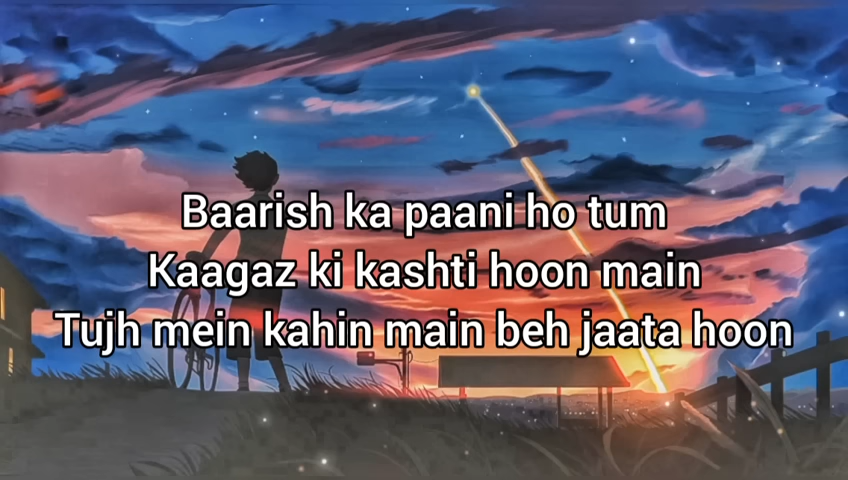 Baarish ka paani ho tum
Kaagaz ki kashti hoon main
Tujh mein kahin main beh jaata hoon